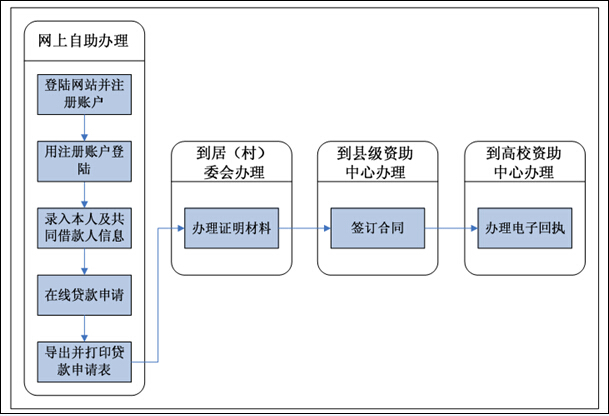 网上自助办理
登陆网站并注
册账户
用注册账户登
陆
录入本人及共
同借款人信息
在线贷款申请
导出并打印贷
款申请表
到居（村）
委会办理
办理证明材料
到县级资助
中心办理
签订合同
到高校资助
中心办理
办理电子回执